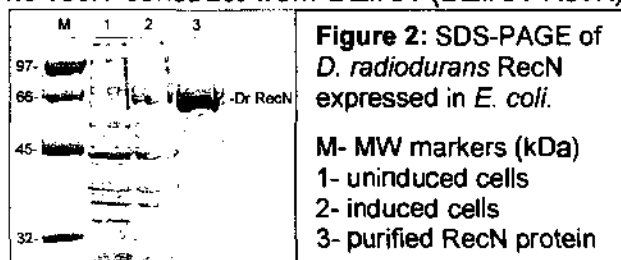 M 1 2 3
97-
66- -Dr RecN
45-
32-
Figure 2: SDS-PAGE of
D. radiodurans RecN
expressed in E. coli.
M- MW markers (kDa)
1- uninduced cells
2- induced cells
3- purified RecN protein